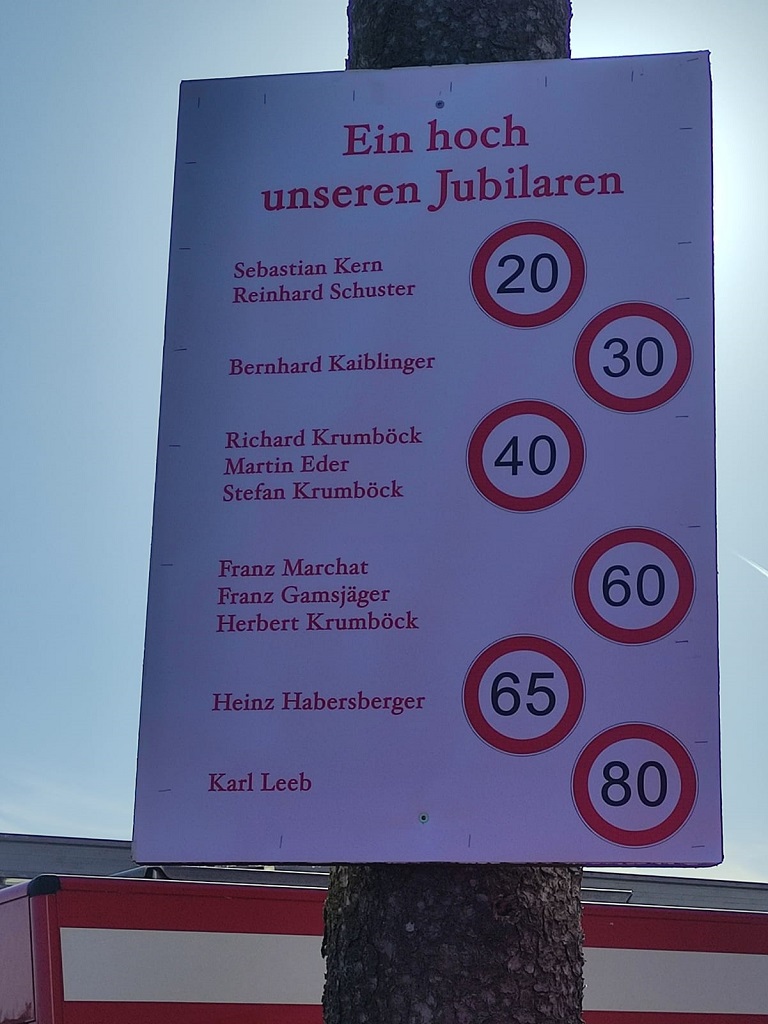 Ein hoch
unseren Jubilaren
Sebastian Kern
Reinhard Schuster
20
Bernhard Kaiblinger
30
Richard Krumböck
Martin Eder
Stefan Krumböck
40
Franz Marchat
Franz Gamsjäger
Herbert Krumböck
60
Heinz Habersberger
65
Karl Leeb
80